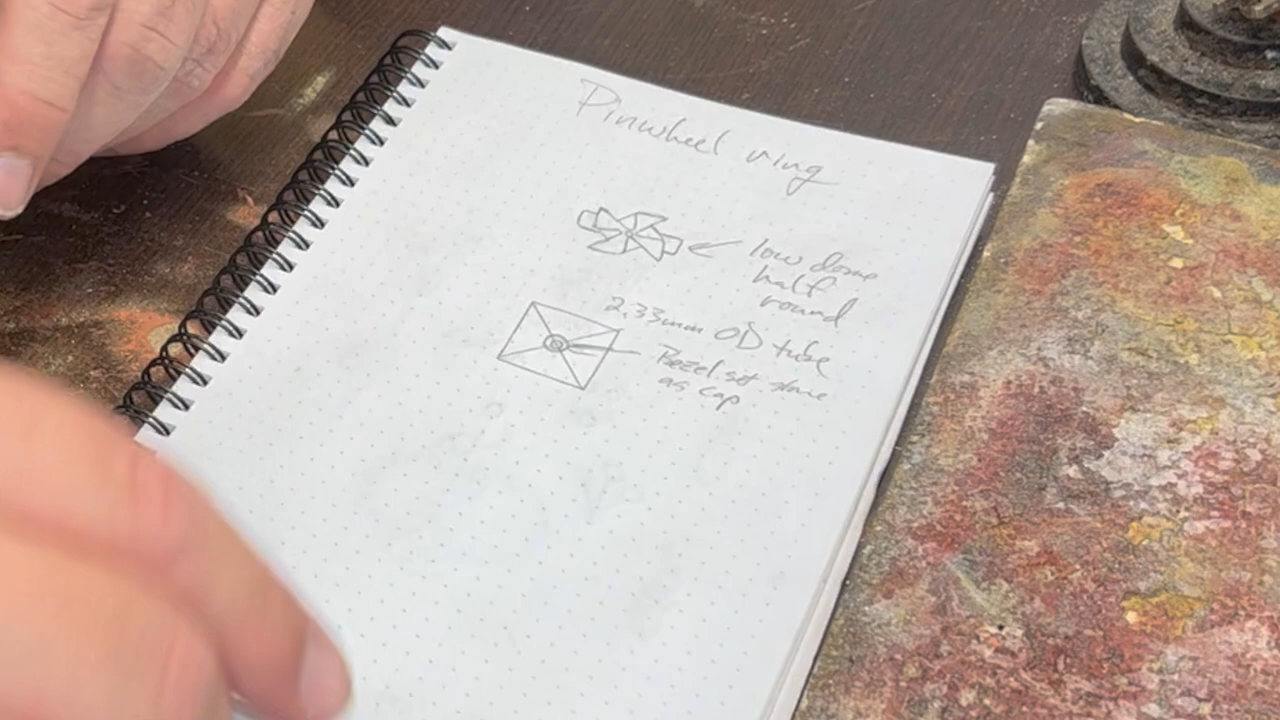 Pinwheel ring
low dome
half
round
2.33mm OD tube
Bezel set stone
as cap